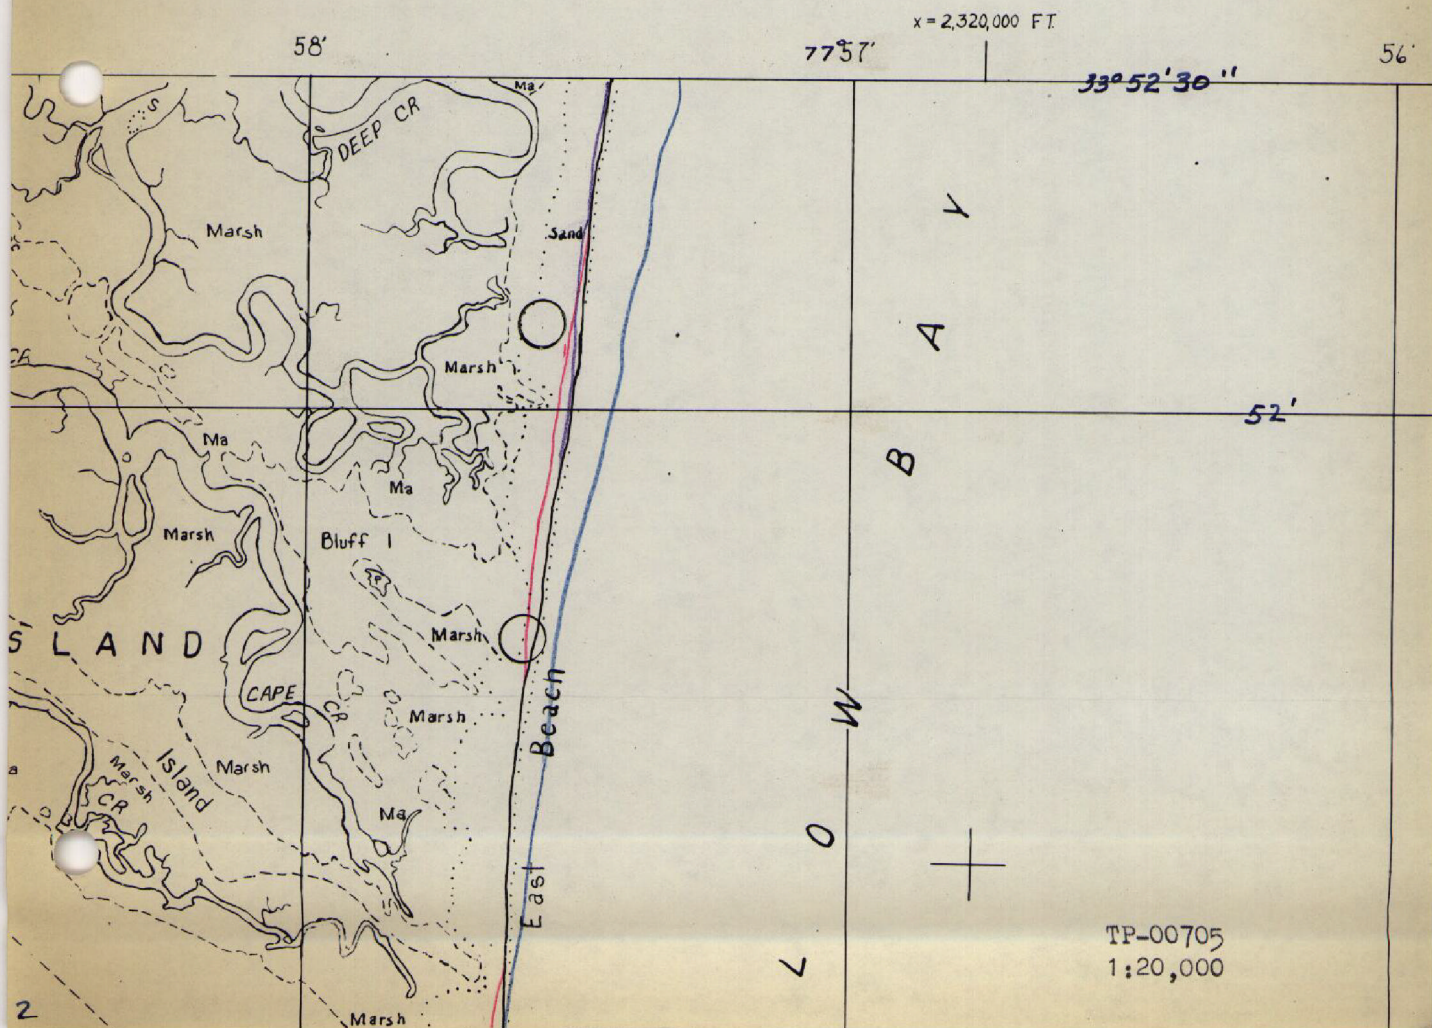 x = 2,320,000 FT.
58'
77°57'
56'
33°52'30"
Ma
S
DEEP CR
Marsh
Y
Sand
A
CR
Marsh
52'
Ma
B
Ma
Marsh
Bluff I
SLAND
Marsh
CAPE
CR
Marsh
W
Beach
Marsh
Island
Marsh
a
CR
Ma
O
East
TP-00705
1:20,000
L
2
Marsh